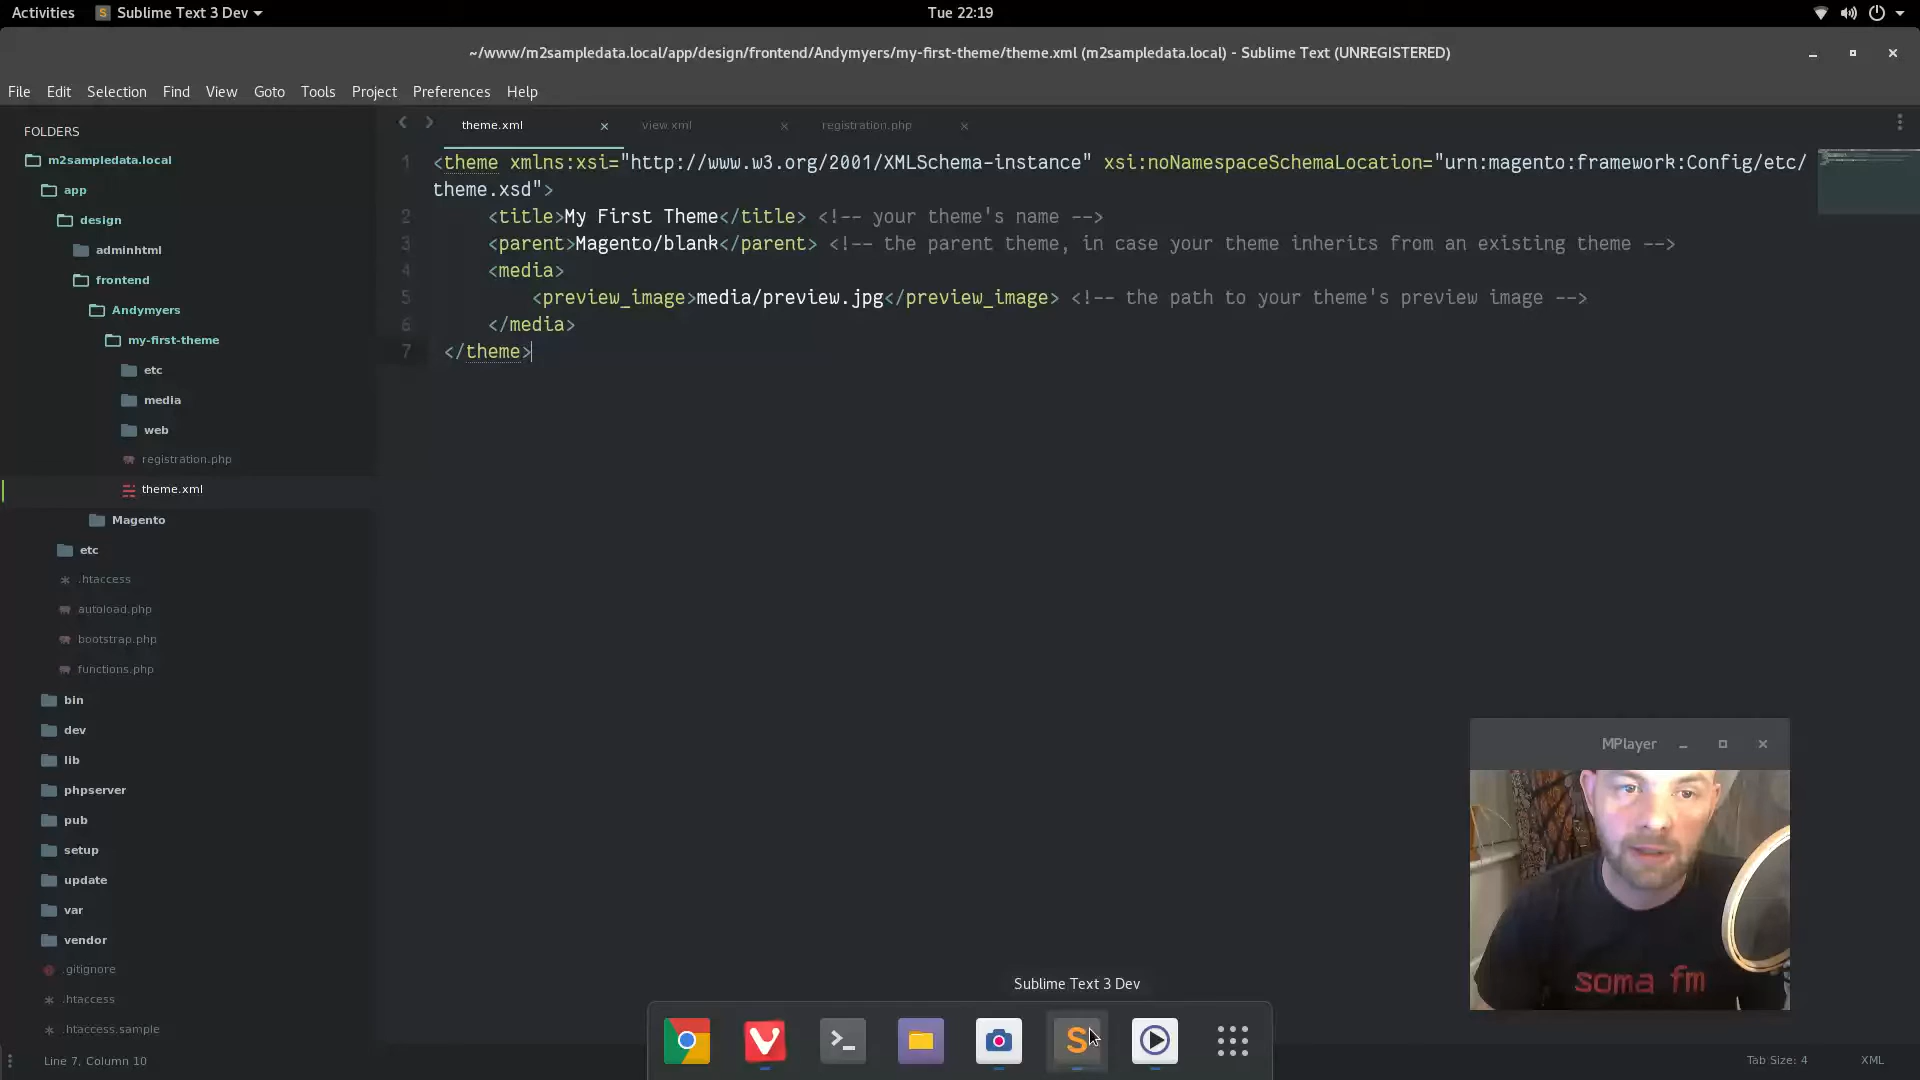 Activities
Sublime Text 3 Dev
Tue 22:19
~/www/m2sampledata.local/app/design/frontend/Andymyers/my-first-theme/theme.xml (m2sampledata.local) - Sublime Text (UNREGISTERED)
File Edit Selection Find View Goto Tools Project Preferences Help
FOLDERS
m2sampledata.local
app
design
adminhtml
frontend
Andymyers
my-first-theme
etc
media
web
registration.php
theme.xml
Magento
etc
.htaccess
autoload.php
bootstrap.php
functions.php
bin
dev
lib
phpserver
pub
setup
update
var
vendor
.gitignore
.htaccess
.htaccess.sample
theme.xml
view.xml
registration.php
1 <theme xmlns:xsi="http://www.w3.org/2001/XMLSchema-instance" xsi:noNamespaceSchemaLocation="urn:magento:framework:Config/etc/
theme.xsd">
2 <title>My First Theme</title> <!-- your theme's name -->
3 <parent>Magento/blank</parent> <!-- the parent theme, in case your theme inherits from an existing theme -->
4 <media>
5 <preview_image>media/preview.jpg</preview_image> <!-- the path to your theme's preview image -->
6 </media>
7 </theme>
MPlayer
soma fm
Sublime Text 3 Dev
Line 7, Column 10
Tab Size: 4
XML